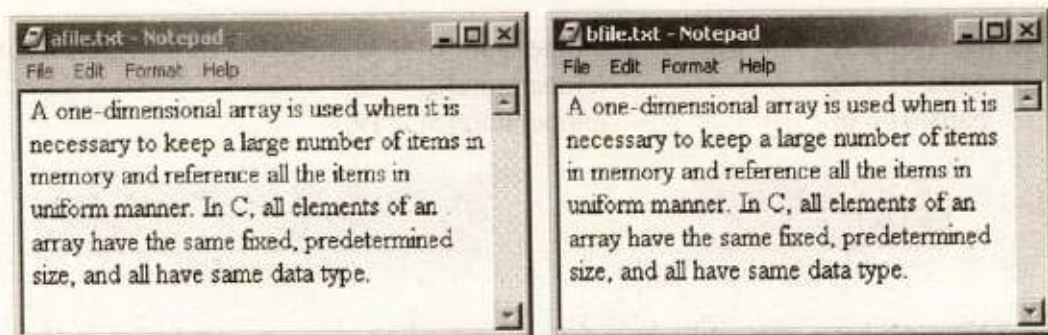 afile.txt - Notepad
File Edit Format Help
A one-dimensional array is used when it is
necessary to keep a large number of items in
memory and reference all the items in
uniform manner. In C, all elements of an
array have the same fixed, predetermined
size, and all have same data type.
bfile.txt - Notepad
File Edit Format Help
A one-dimensional array is used when it is
necessary to keep a large number of items
in memory and reference all the items in
uniform manner. In C, all elements of an
array have the same fixed, predetermined
size, and all have same data type.